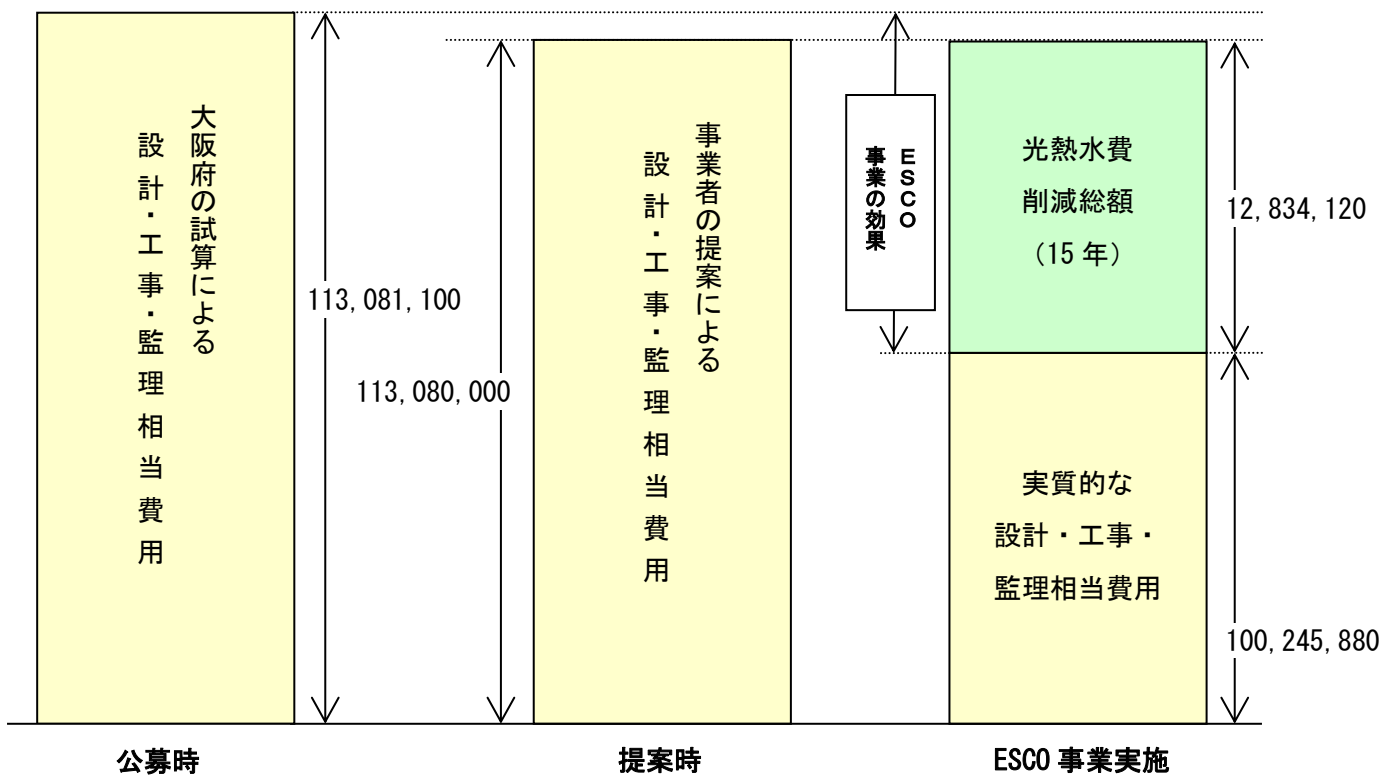 大阪府の試算による
設計・工事・監理相当費用
113,081,100
113,080,000
事業者の提案による
設計・工事・監理相当費用
ESCO
事業の効果
光熱水費
削減総額
（15年）
12,834,120
実質的な
設計・工事・
監理相当費用
100,245,880
公募時
提案時
ESCO 事業実施